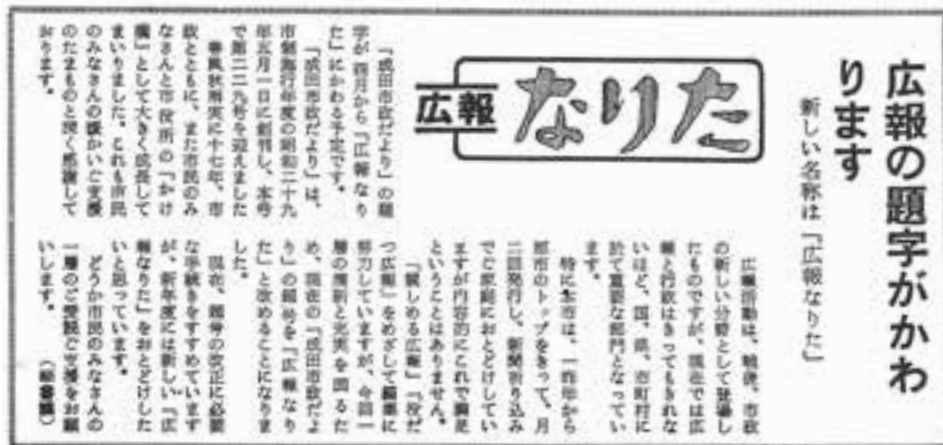 広報の題字がかわ
ります
新しい名称は『広報なりた』
広報
なりた
「成田市政だより」の題
字が四月から「広報なり
た」にかわる予定です。
「成田市政だより」は、
市制施行年度の昭和二十九
年五月一日に創刊し、本号
で第二二九号を迎えました
春風秋雨実に十七年、市
政とともに、また市民のみ
なさんと市役所の「かけ
橋」として大きく成長して
まいりました。これも市民
のみなさんの暖かいご支援
のたまものと深く感謝して
おります。
広報活動は、戦後、市政
の新しい分野として登場し
たものですが、現在では広
報と行政はきってもきれな
いほど、国、県、市町村に
於て重要な部門となってい
ます。
特に本市は、一昨年から
都市のトップをきって、月
二回発行し、新聞折り込み
でご家庭におとどけしてい
ますが内容的にこれで満足
ということはありません。
「親しめる広報」「役だ
つ広報」をめざして編集に
努力していますが、今回一
層の刷新と充実を図るた
め、現在の「成田市政だよ
り」の題号を「広報なり
た」と改めることになりま
した。
現在、題号の改正に必要
な手続きをすすめています
が、新年度には新しい「広
報なりた」をおとどけした
いと思っています。
どうか市民のみなさんの
一層のご愛読ご支援をお願
いします。
(秘書課)